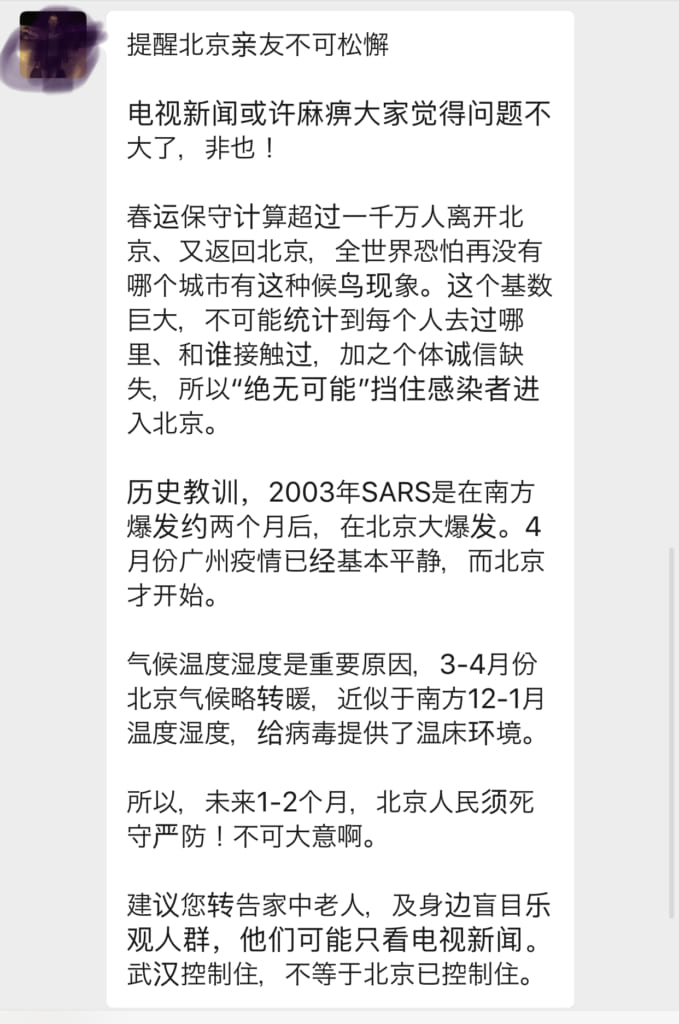 提醒北京亲友不可松懈
电视新闻或许麻痹大家觉得问题不
大了，非也！
春运保守计算超过一千万人离开北
京、又返回北京，全世界恐怕再没有
哪个城市有这种候鸟现象。这个基数
巨大，不可能统计到每个人去过哪
里、和谁接触过，加之个体诚信缺
失，所以“绝无可能”挡住感染者进
入北京。
历史教训，2003年SARS是在南方
爆发约两个月后，在北京大爆发。4
月份广州疫情已经基本平静，而北京
才开始。
气候温度湿度是重要原因，3-4月份
北京气候略转暖，近似于南方12-1月
温度湿度，给病毒提供了温床环境。
所以，未来1-2个月，北京人民须死
守严防！不可大意啊。
建议您转告家中老人，及身边盲目乐
观人群，他们可能只看电视新闻。
武汉控制住，不等于北京已控制住。